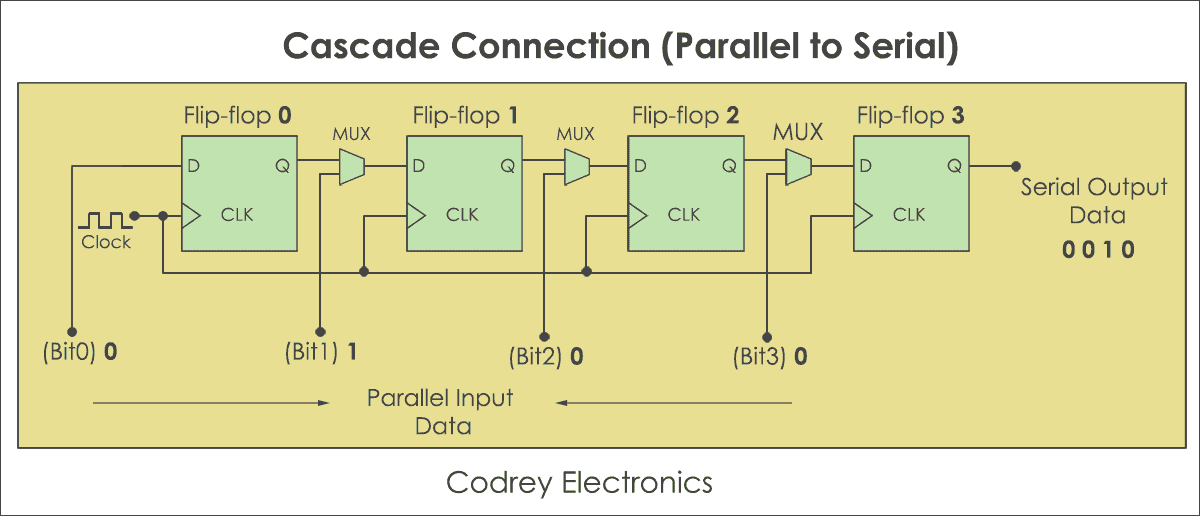 Cascade Connection (Parallel to Serial)
Flip-flop 0
Flip-flop 1
Flip-flop 2
Flip-flop 3
MUX
MUX
MUX
D
Q
D
Q
D
Q
D
Q
CLK
CLK
CLK
CLK
Clock
Serial Output
Data
0 0 1 0
(Bit0) 0
(Bit1) 1
(Bit2) 0
(Bit3) 0
Parallel Input
Data
Codrey Electronics